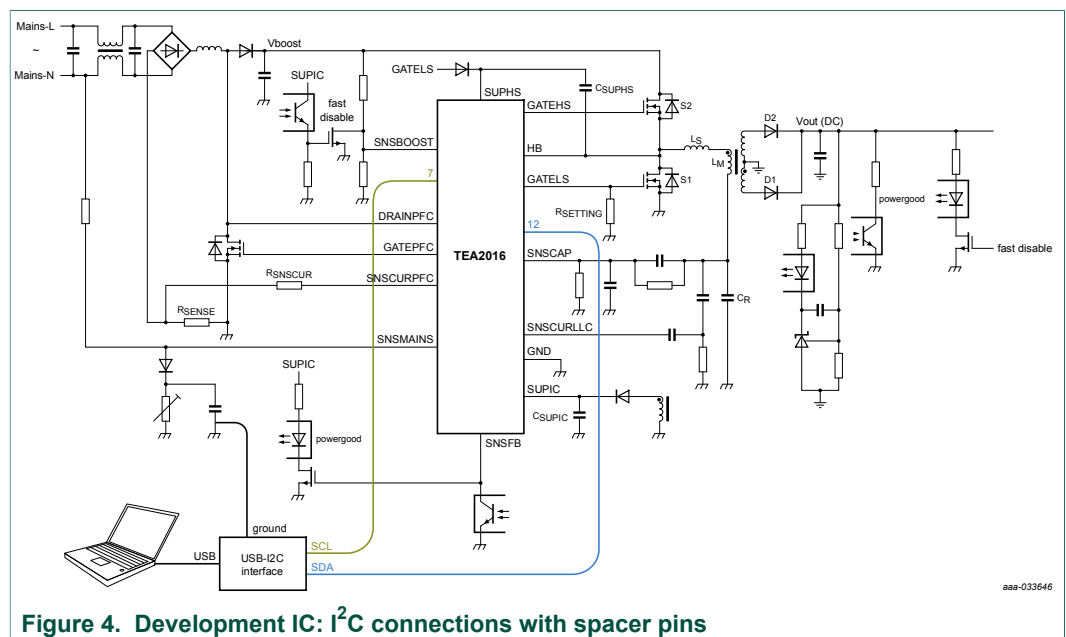 Mains-L
~
Mains-N
Vboost
SUPIC
fast
disable
GATELS
SUPHS
CSUPHS
GATEHS
S2
HB
LS
LM
GATELS
S1
RSETTING
D2
Vout (DC)
D1
powergood
fast disable
SNSBOOST
7
DRAINPFC
GATEPFC
TEA2016
12
SNSCAP
RSNSCUR
SNSCURPFC
RSENSE
CR
SNSMAINS
SNSCURLLC
GND
SUPIC
SUPIC
CSUPIC
powergood
SNSFB
ground
USB
USB-I2C
interface
SCL
SDA
aaa-033646
Figure 4. Development IC: I²C connections with spacer pins